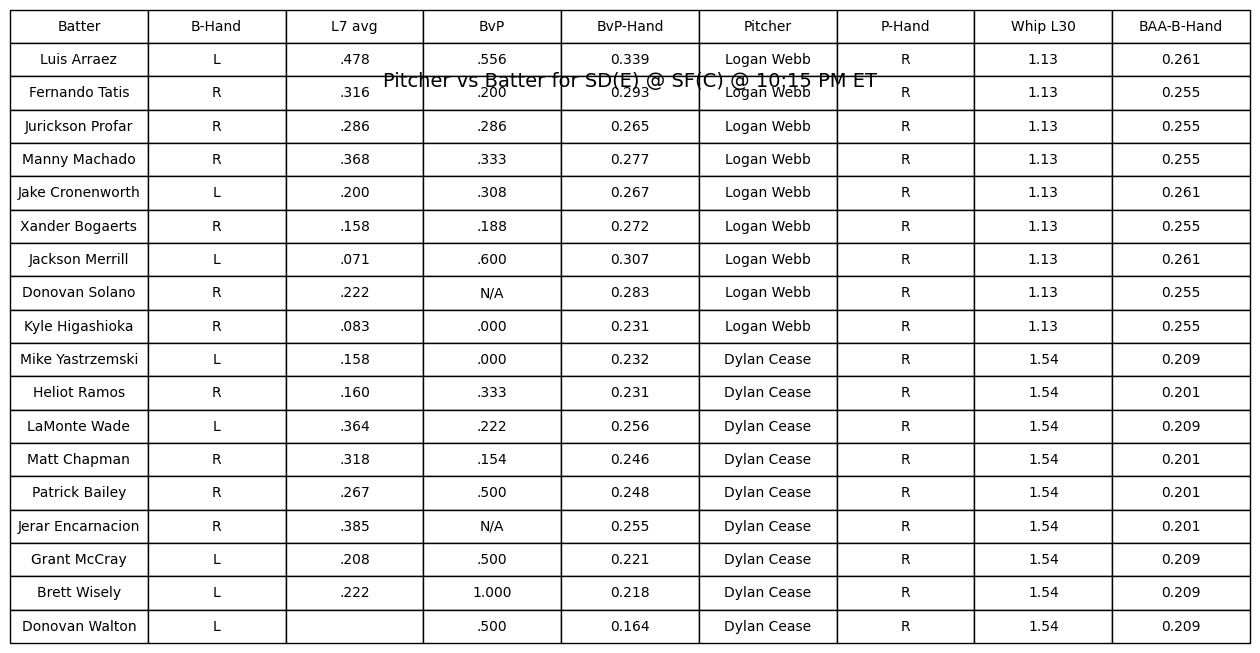 Batter B-Hand L7 avg BvP BvP-Hand Pitcher P-Hand Whip L30 BAA-B-Hand
Luis Arraez L .478 .556 0.339 Logan Webb R 1.13 0.261
Pitcher vs Batter for SD(E) @ SF(C) @ 10:15 PM ET
Fernando Tatis R .316 .200 0.293 Logan Webb R 1.13 0.255
Jurickson Profar R .286 .286 0.265 Logan Webb R 1.13 0.255
Manny Machado R .368 .333 0.277 Logan Webb R 1.13 0.255
Jake Cronenworth L .200 .308 0.267 Logan Webb R 1.13 0.261
Xander Bogaerts R .158 .188 0.272 Logan Webb R 1.13 0.255
Jackson Merrill L .071 .600 0.307 Logan Webb R 1.13 0.261
Donovan Solano R .222 N/A 0.283 Logan Webb R 1.13 0.255
Kyle Higashioka R .083 .000 0.231 Logan Webb R 1.13 0.255
Mike Yastrzemski L .158 .000 0.232 Dylan Cease R 1.54 0.209
Heliot Ramos R .160 .333 0.231 Dylan Cease R 1.54 0.201
LaMonte Wade L .364 .222 0.256 Dylan Cease R 1.54 0.209
Matt Chapman R .318 .154 0.246 Dylan Cease R 1.54 0.201
Patrick Bailey R .267 .500 0.248 Dylan Cease R 1.54 0.201
Jerar Encarnacion R .385 N/A 0.255 Dylan Cease R 1.54 0.201
Grant McCray L .208 .500 0.221 Dylan Cease R 1.54 0.209
Brett Wisely L .222 1.000 0.218 Dylan Cease R 1.54 0.209
Donovan Walton L .500 0.164 Dylan Cease R 1.54 0.209